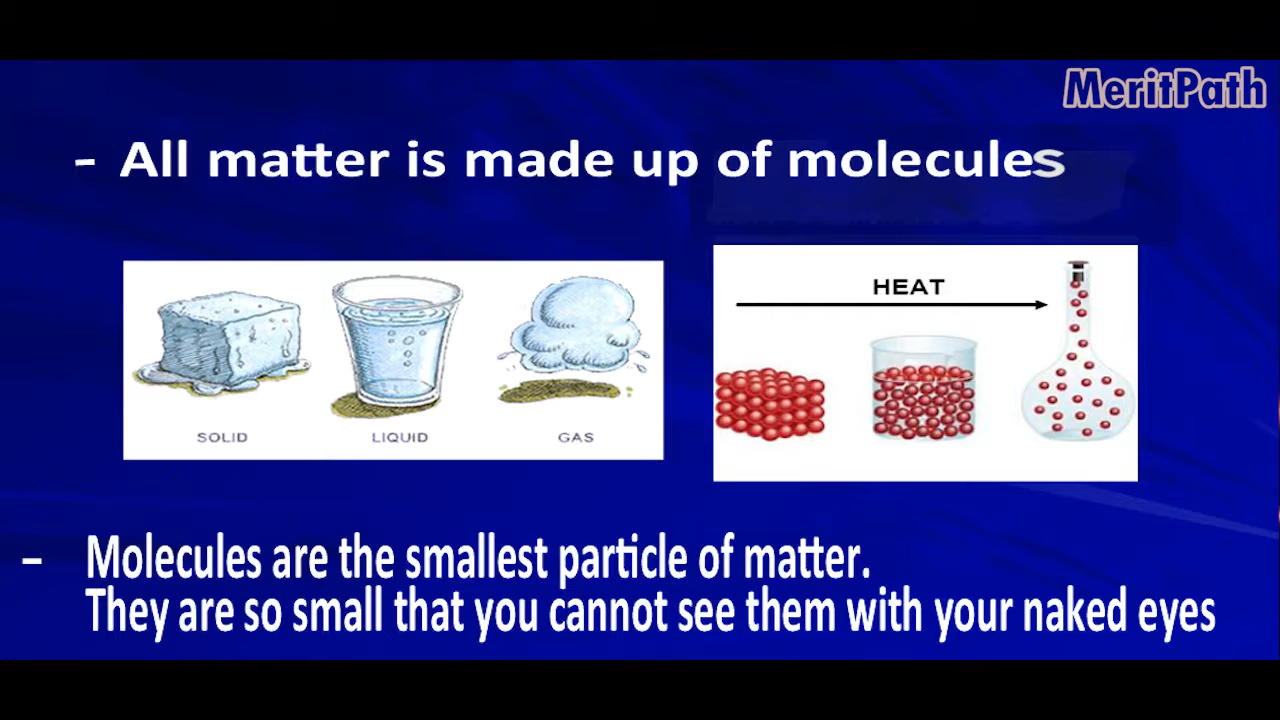 MeritPath
- All matter is made up of molecules
HEAT
SOLID LIQUID GAS
- Molecules are the smallest particle of matter.
They are so small that you cannot see them with your naked eyes